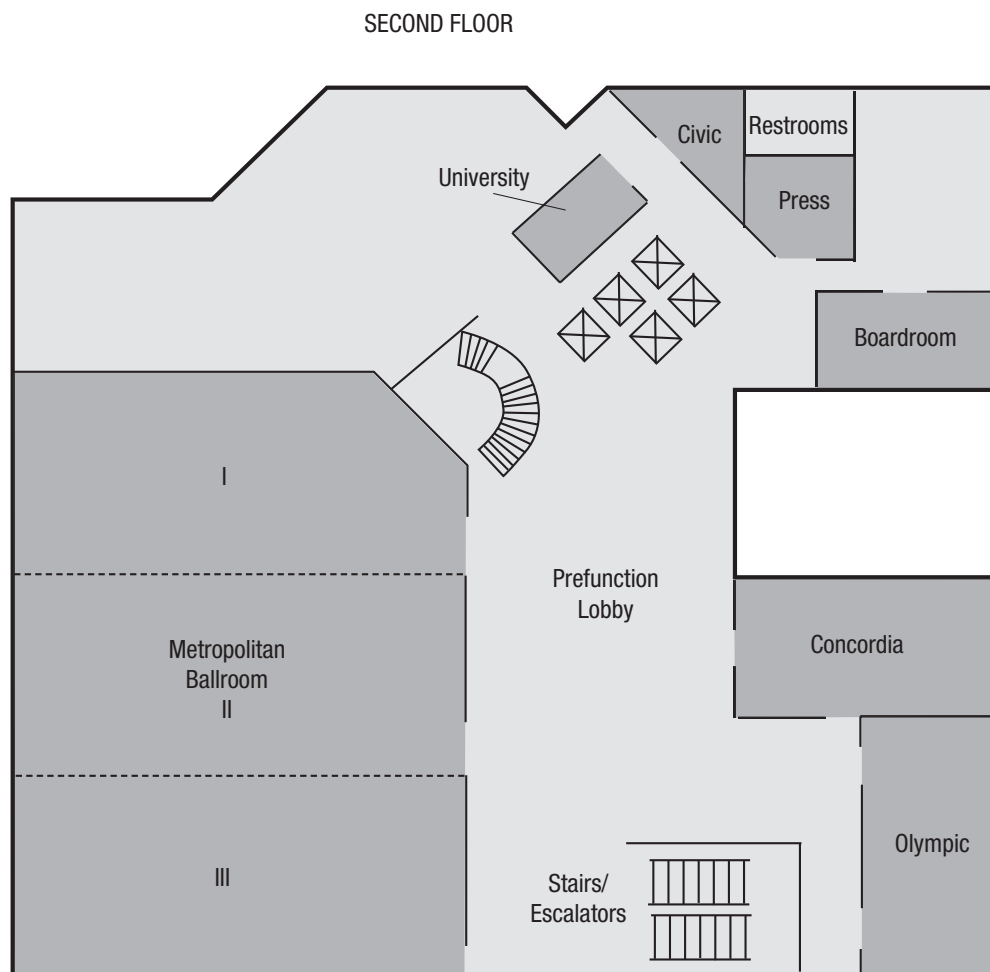 SECOND FLOOR
Civic
Restrooms
University
Press
Boardroom
I
Prefunction
Lobby
Metropolitan
Ballroom
II
Concordia
Olympic
III
Stairs/
Escalators